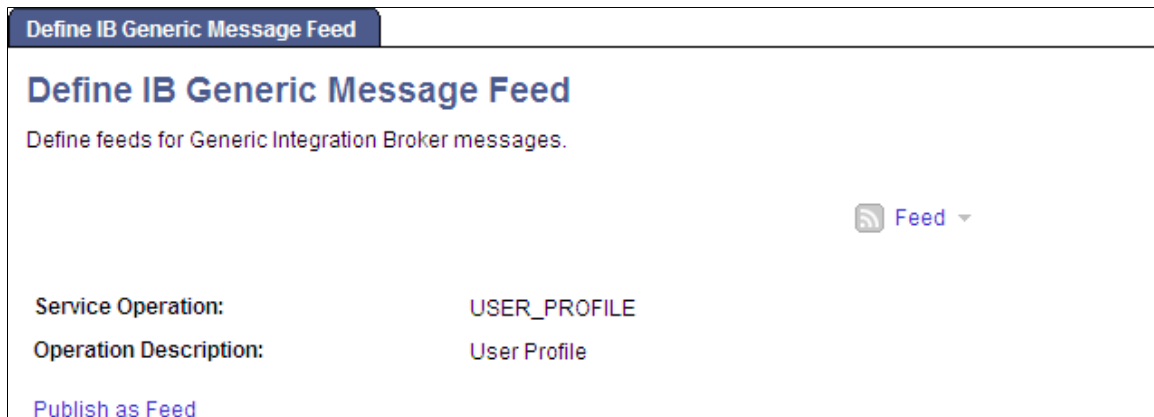 Define IB Generic Message Feed
Define IB Generic Message Feed
Define feeds for Generic Integration Broker messages.
Feed
Service Operation: USER_PROFILE
Operation Description: User Profile
Publish as Feed